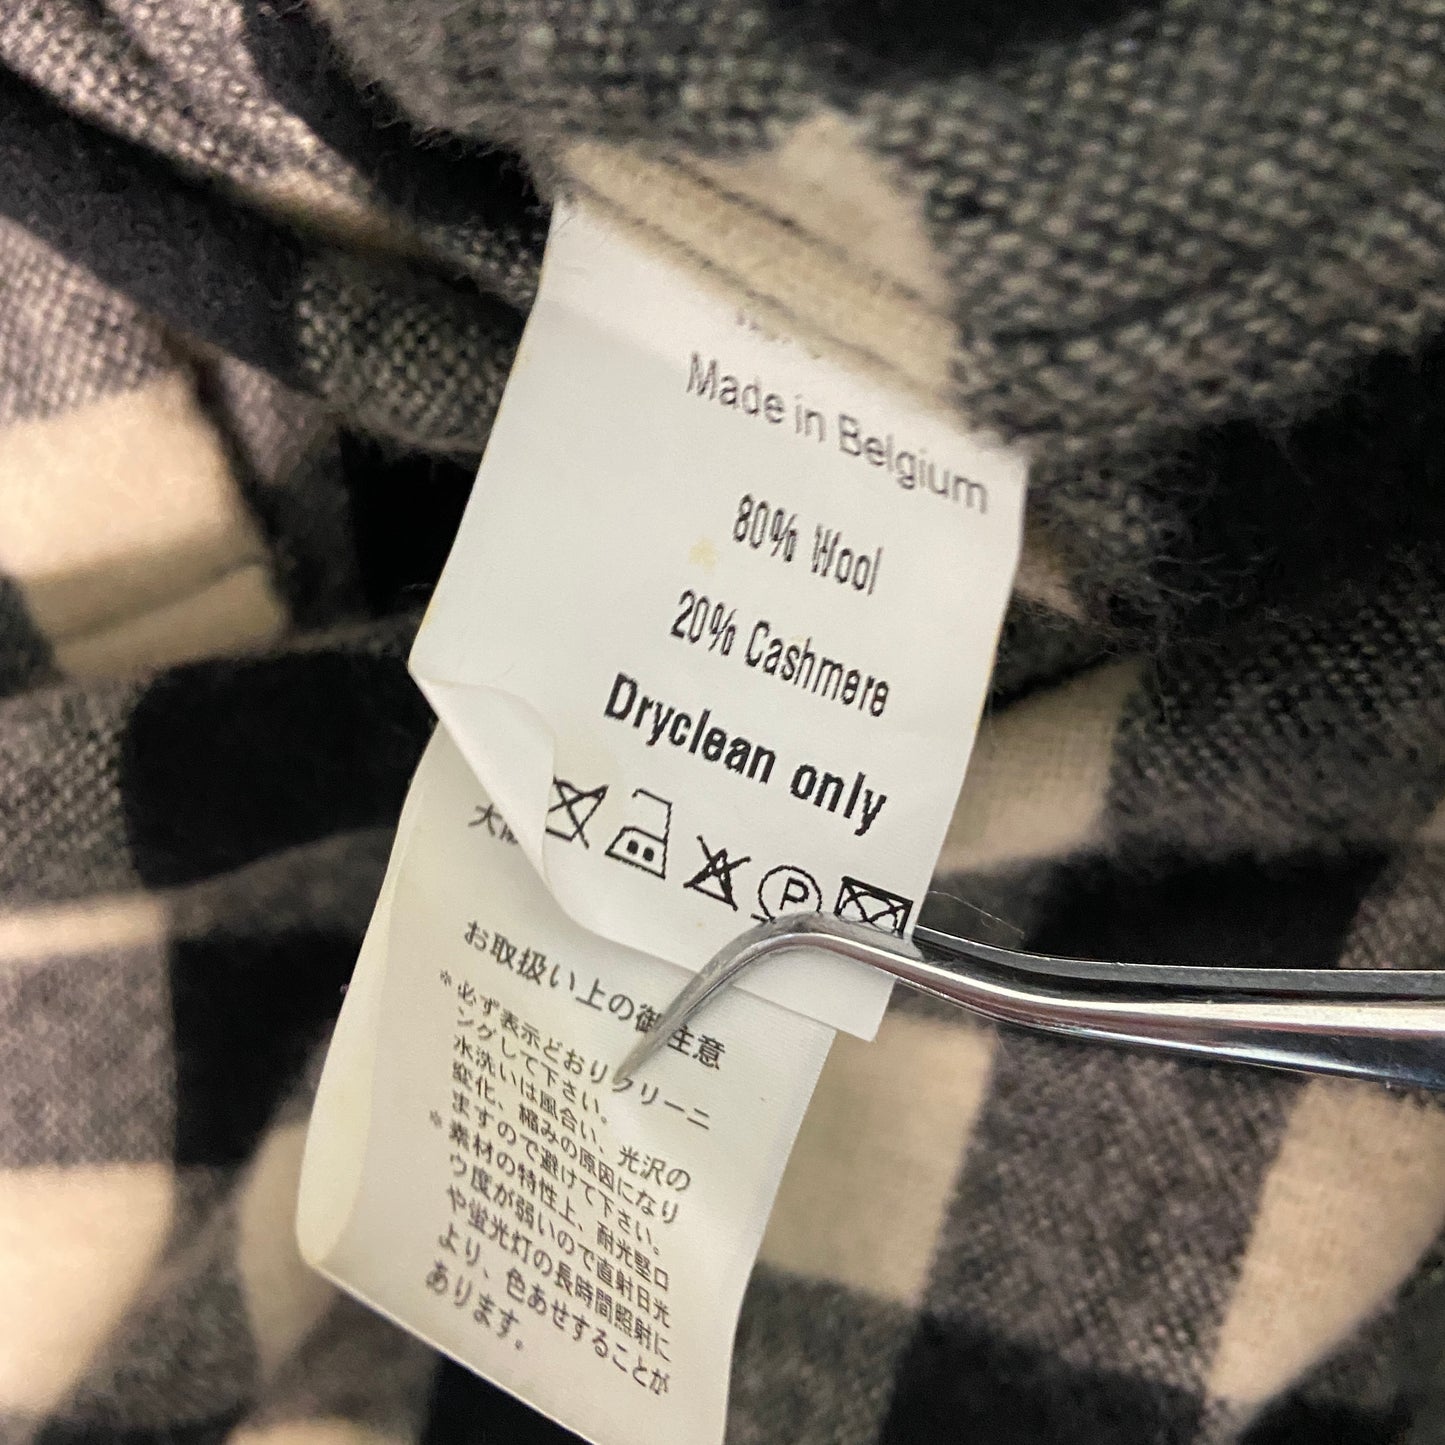 Made in Belgium
80% Wool
20% Cashmere
Dryclean only
P
お取扱い上の御注意
*必ず表示どおりクリーニ
ングして下さい。
水洗いは風合い、光沢の
変化、縮みの原因になり
ますので避けて下さい。
*素材の特性上、耐光堅ロ
ウ度が弱いので直射日光
や蛍光灯の長時間照射に
より、色あせすることが
あります。